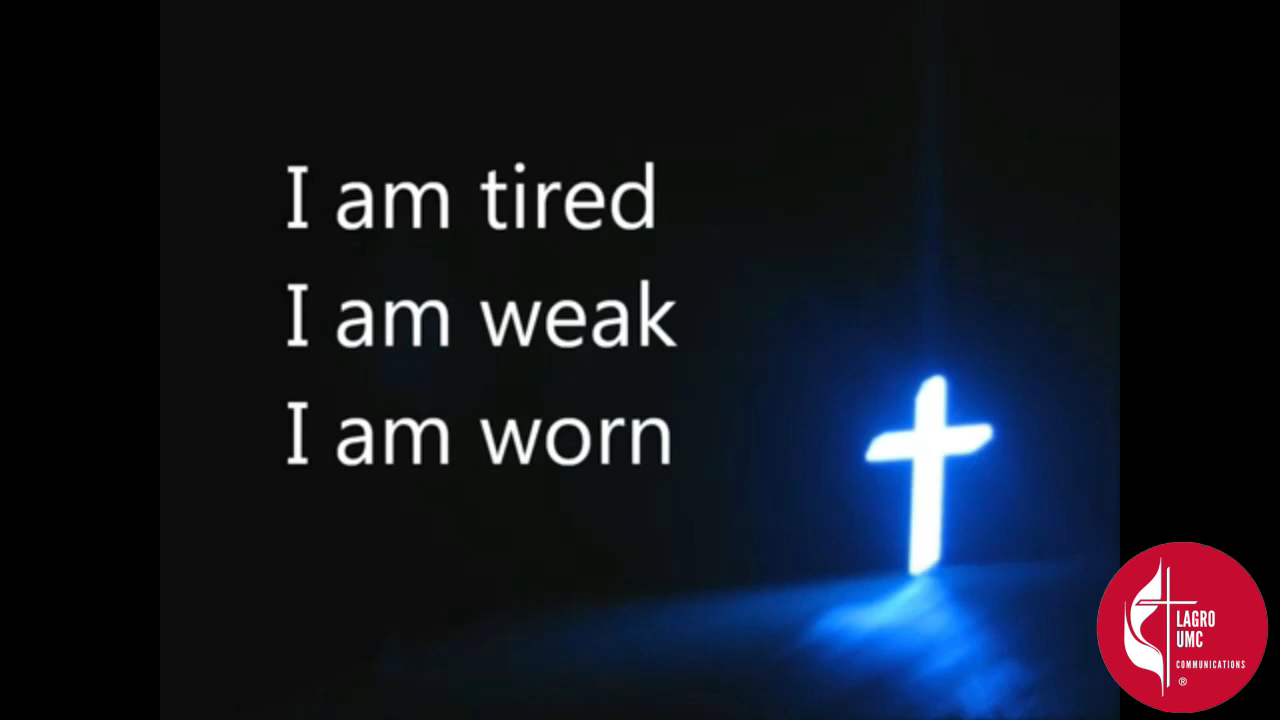 I am tired
I am weak
I am worn
LAGRO
UMC
COMMUNICATIONS
®